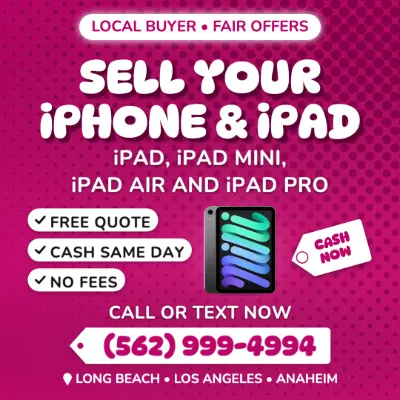 LOCAL BUYER • FAIR OFFERS
SELL YOUR
iPHONE & iPAD
iPAD, iPAD MINI,
iPAD AIR AND iPAD PRO
✓ FREE QUOTE
✓ CASH SAME DAY
✓ NO FEES
CASH
NOW
CALL OR TEXT NOW
(562) 999-4994
LONG BEACH • LOS ANGELES • ANAHEIM